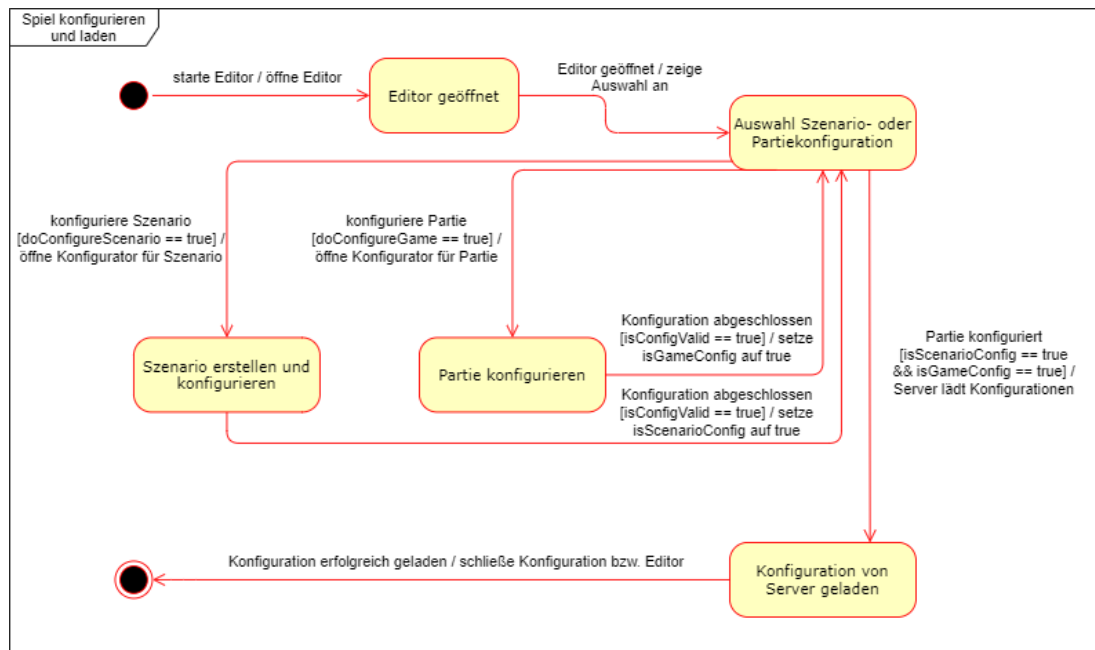 Spiel konfigurieren
und laden
starte Editor / öffne Editor
Editor geöffnet
Editor geöffnet / zeige
Auswahl an
Auswahl Szenario- oder
Partiekonfiguration
konfiguriere Szenario
[doConfigureScenario == true] /
öffne Konfigurator für Szenario
konfiguriere Partie
[doConfigureGame == true] /
öffne Konfigurator für Partie
Szenario erstellen und
konfigurieren
Partie konfigurieren
Konfiguration abgeschlossen
[isConfigValid == true] / setze
isGameConfig auf true
Konfiguration abgeschlossen
[isConfigValid == true] / setze
isScenarioConfig auf true
Partie konfiguriert
[isScenarioConfig == true
&& isGameConfig == true] /
Server lädt Konfigurationen
Konfiguration erfolgreich geladen / schließe Konfiguration bzw. Editor
Konfiguration von
Server geladen